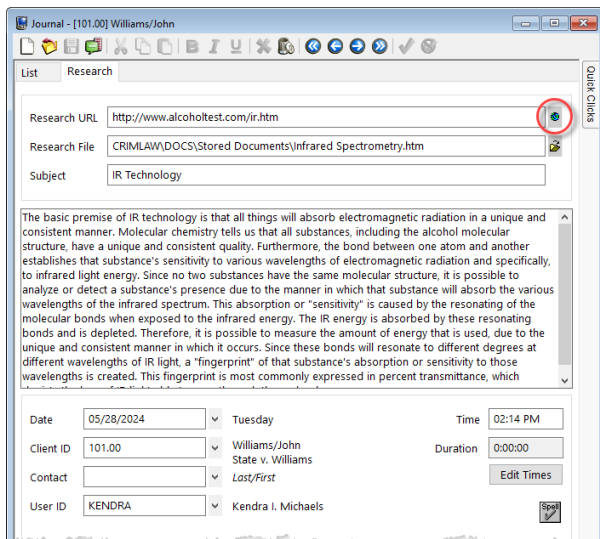 Journal - [101.00] Williams/John
B I U
List Research
Quick Clicks
Research URL http://www.alcoholtest.com/ir.htm
Research File CRIMLAW\DOCS\Stored Documents\Infrared Spectrometry.htm
Subject IR Technology
The basic premise of IR technology is that all things will absorb electromagnetic radiation in a unique and
consistent manner. Molecular chemistry tells us that all substances, including the alcohol molecular
structure, have a unique and consistent quality. Furthermore, the bond between one atom and another
establishes that substance's sensitivity to various wavelengths of electromagnetic radiation and specifically,
to infrared light energy. Since no two substances have the same molecular structure, it is possible to
analyze or detect a substance's presence due to the manner in which that substance will absorb the various
wavelengths of the infrared spectrum. This absorption or "sensitivity" is caused by the resonating of the
molecular bonds when exposed to the infrared energy. The IR energy is absorbed by these resonating
bonds and is depleted. Therefore, it is possible to measure the amount of energy that is used, due to the
unique and consistent manner in which it occurs. Since these bonds will resonate to different degrees at
different wavelengths of IR light, a "fingerprint" of that substance's absorption or sensitivity to those
wavelengths is created. This fingerprint is most commonly expressed in percent transmittance, which
Date 05/28/2024 Tuesday Time 02:14 PM
Client ID 101.00 Williams/John Duration 0:00:00
State v. Williams
Contact Last/First Edit Times
User ID KENDRA Kendra I. Michaels Spell